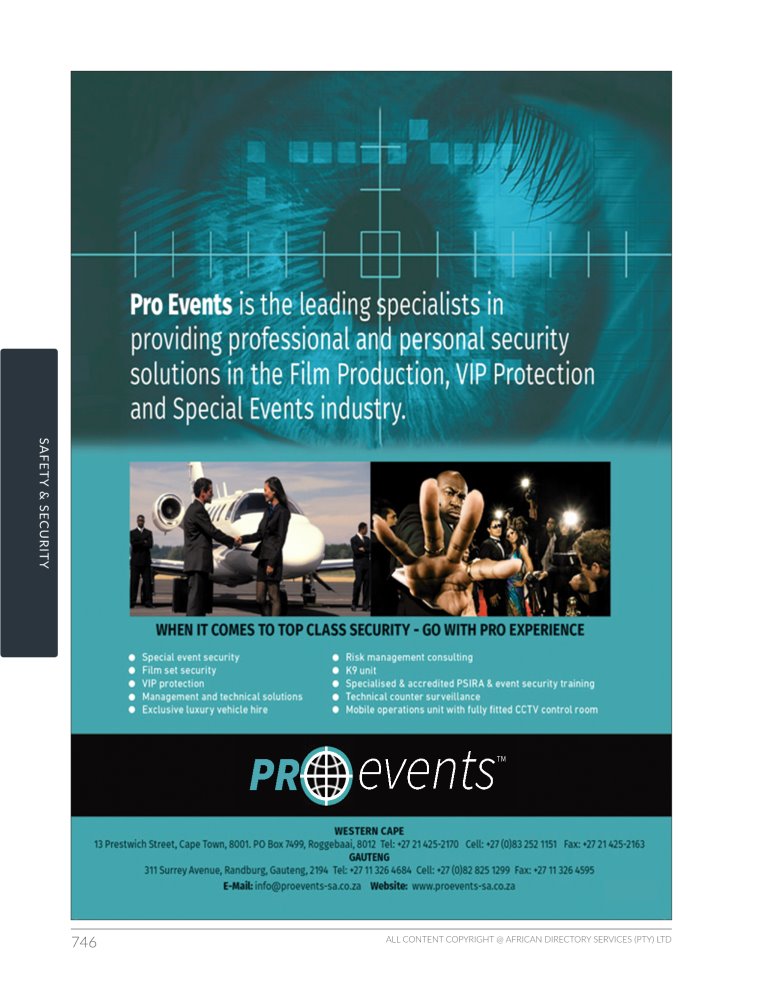 Pro Events is the leading specialists in
providing professional and personal security
solutions in the Film Production, VIP Protection
and Special Events industry.
SAFETY & SECURITY
WHEN IT COMES TO TOP CLASS SECURITY - GO WITH PRO EXPERIENCE
● Special event security
● Film set security
● VIP protection
● Management and technical solutions
● Exclusive luxury vehicle hire
● Risk management consulting
● K9 unit
● Specialised & accredited PSIRA & event security training
● Technical counter surveillance
● Mobile operations unit with fully fitted CCTV control room
PRO events™
WESTERN CAPE
13 Prestwich Street, Cape Town, 8001. PO Box 7499, Roggebaai, 8012 Tel: +27 21 425-2170 Cell: +27 (0)83 252 1151 Fax: +27 21 425-2163
GAUTENG
311 Surrey Avenue, Randburg, Gauteng, 2194 Tel: +27 11 326 4684 Cell: +27 (0)82 825 1299 Fax: +27 11 326 4595
E-Mail: info@proevents-sa.co.za Website: www.proevents-sa.co.za
746
ALL CONTENT COPYRIGHT @ AFRICAN DIRECTORY SERVICES (PTY) LTD